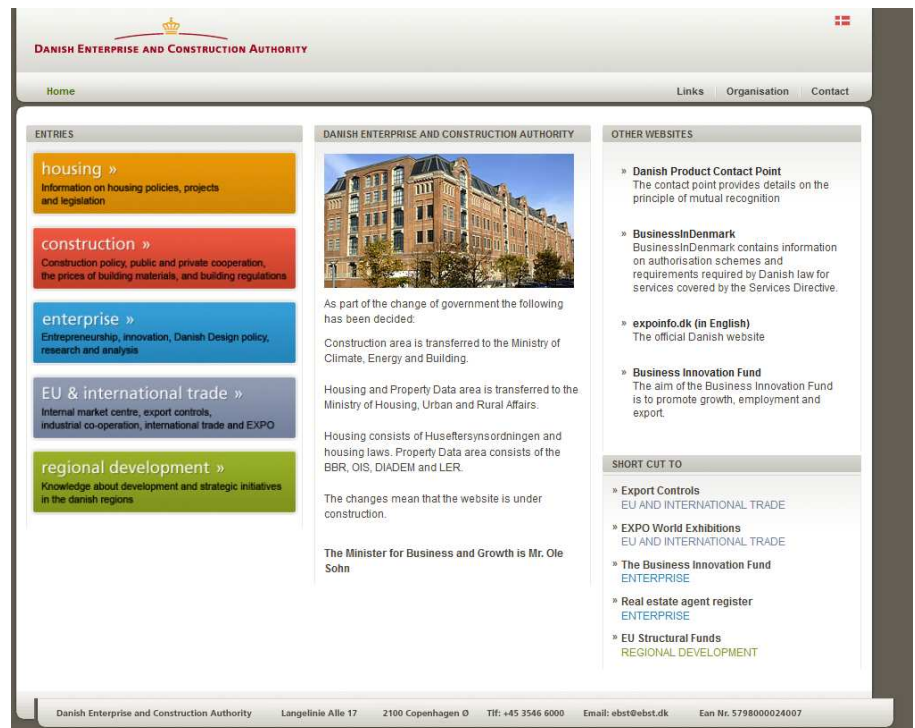 DANISH ENTERPRISE AND CONSTRUCTION AUTHORITY
Home
Links
Organisation
Contact
ENTRIES
housing »
Information on housing policies, projects
and legislation
construction »
Construction policy, public and private cooperation,
the prices of building materials, and building regulations
enterprise »
Entrepreneurship, innovation, Danish Design policy,
research and analysis
EU & international trade »
Internal market centre, export controls,
industrial co-operation, international trade and EXPO
regional development »
Knowledge about development and strategic initiatives
in the danish regions
DANISH ENTERPRISE AND CONSTRUCTION AUTHORITY
As part of the change of government the following
has been decided:
Construction area is transferred to the Ministry of
Climate, Energy and Building.
Housing and Property Data area is transferred to the
Ministry of Housing, Urban and Rural Affairs.
Housing consists of Huseftersynsordningen and
housing laws. Property Data area consists of the
BBR, OIS, DIADEM and LER.
The changes mean that the website is under
construction.
The Minister for Business and Growth is Mr. Ole
Sohn
OTHER WEBSITES
» Danish Product Contact Point
The contact point provides details on the
principle of mutual recognition
» BusinessInDenmark
BusinessInDenmark contains information
on authorisation schemes and
requirements required by Danish law for
services covered by the Services Directive.
» expoinfo.dk (in English)
The official Danish website
» Business Innovation Fund
The aim of the Business Innovation Fund
is to promote growth, employment and
export.
SHORT CUT TO
» Export Controls
EU AND INTERNATIONAL TRADE
» EXPO World Exhibitions
EU AND INTERNATIONAL TRADE
» The Business Innovation Fund
ENTERPRISE
» Real estate agent register
ENTERPRISE
» EU Structural Funds
REGIONAL DEVELOPMENT
Danish Enterprise and Construction Authority Langelinie Alle 17 2100 Copenhagen Ø Tlf: +45 3546 6000 Email: ebst@ebst.dk Ean Nr. 5798000024007